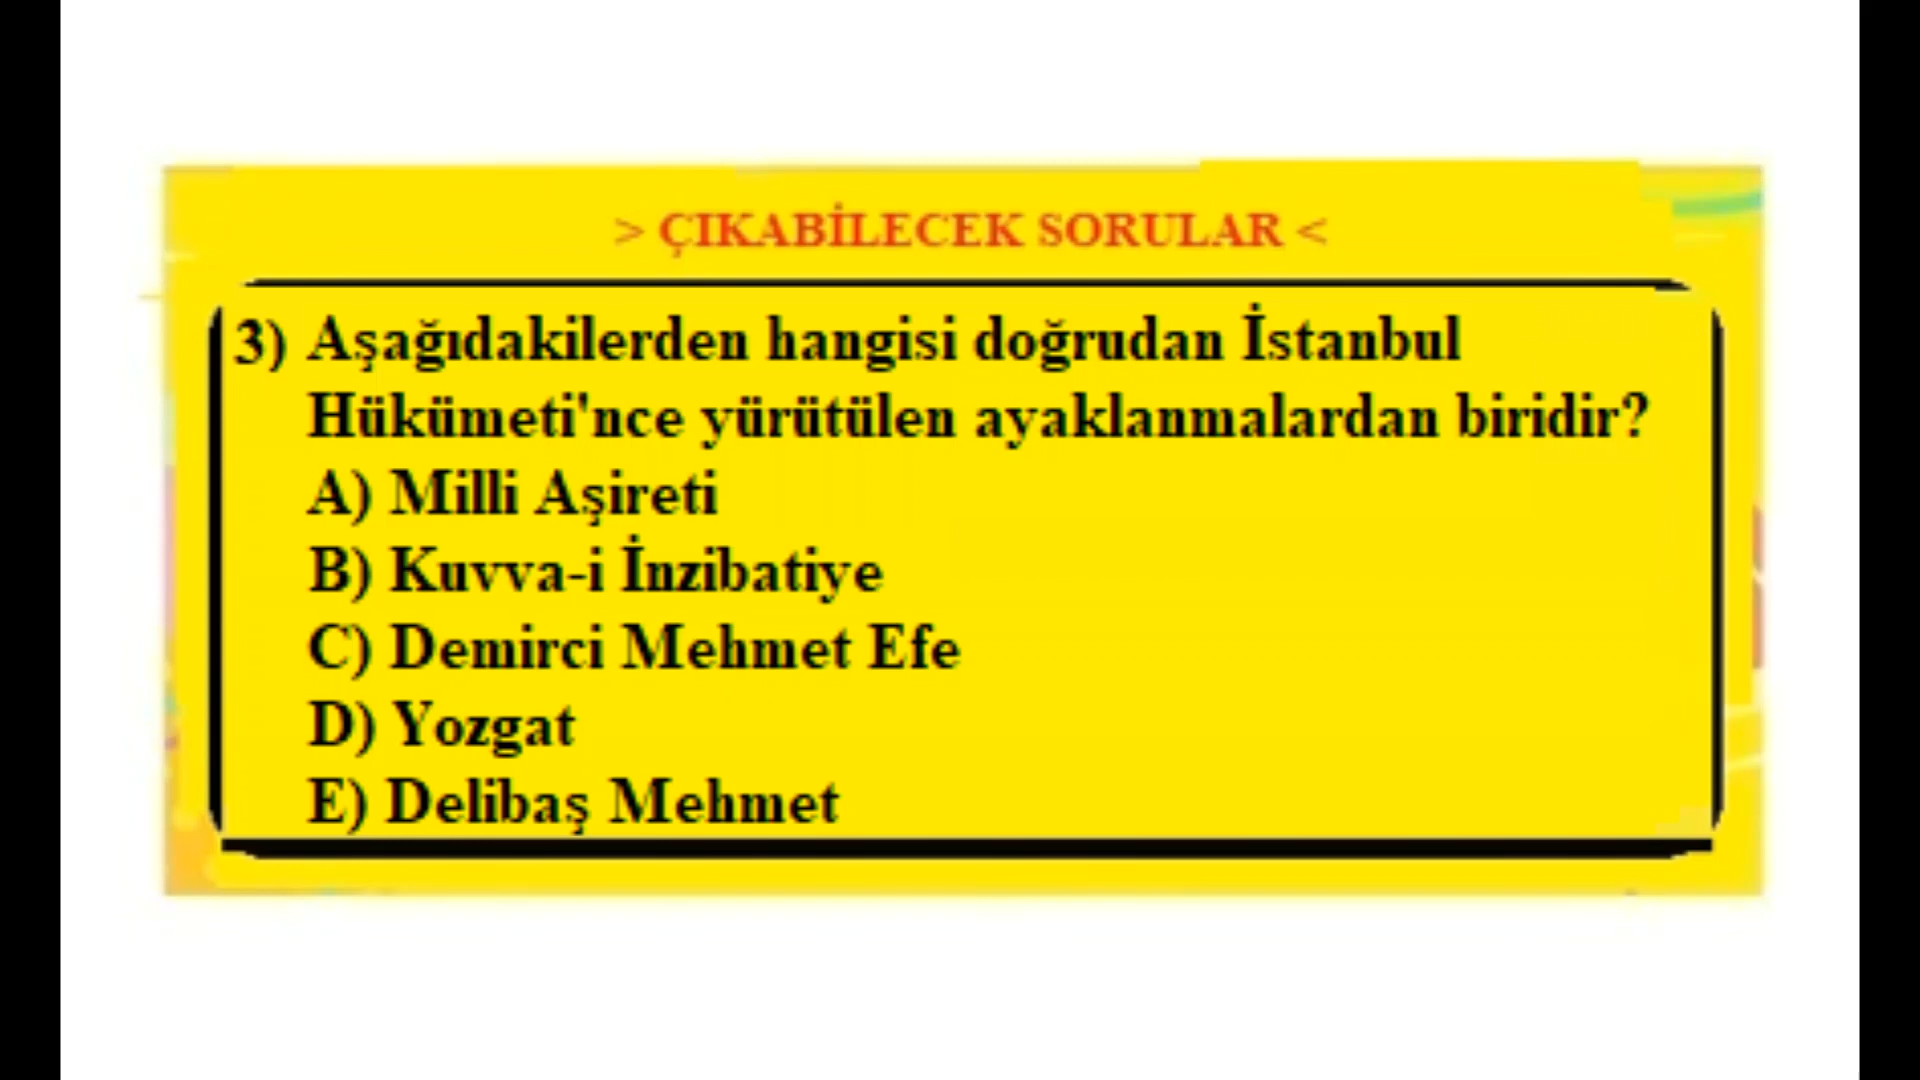 > ÇIKABİLECEK SORULAR <
3) Aşağıdakilerden hangisi doğrudan İstanbul
Hükümeti'nce yürütülen ayaklanmalardan biridir?
A) Milli Aşireti
B) Kuvva-i İnzibatiye
C) Demirci Mehmet Efe
D) Yozgat
E) Delibaş Mehmet